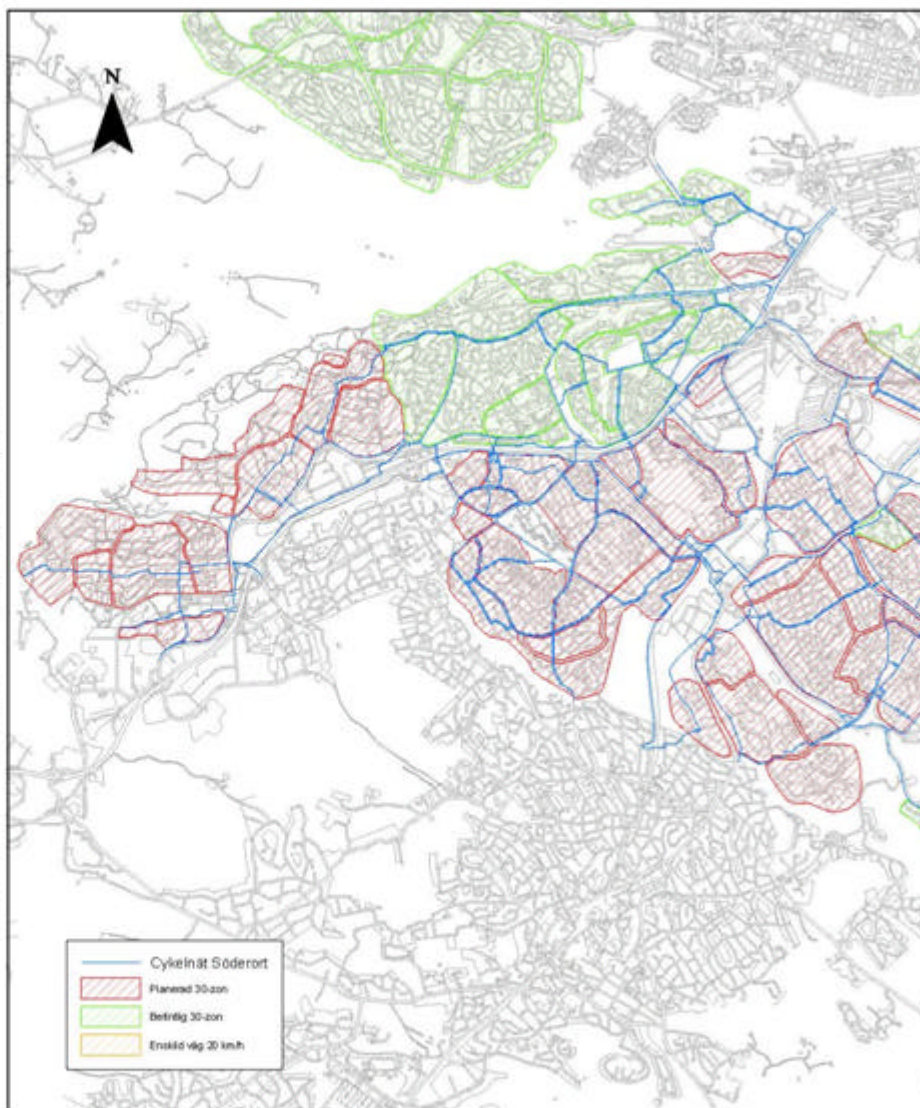 N
Cykelnät Söderort
Planerad 30-zon
Befintlig 30-zon
Enskild väg 20 km/h